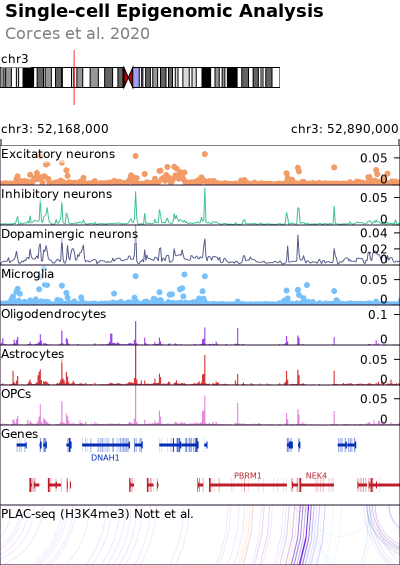 Single-cell Epigenomic Analysis
Corces et al. 2020
chr3
chr3: 52,168,000
chr3: 52,890,000
Excitatory neurons
0.05
0
Inhibitory neurons
0.05
0
Dopaminergic neurons
0.04
0.02
0
Microglia
0.05
0
Oligodendrocytes
0.1
0
Astrocytes
0.05
0
OPCs
0.05
0
Genes
DNAH1
PBRM1
NEK4
PLAC-seq (H3K4me3) Nott et al.